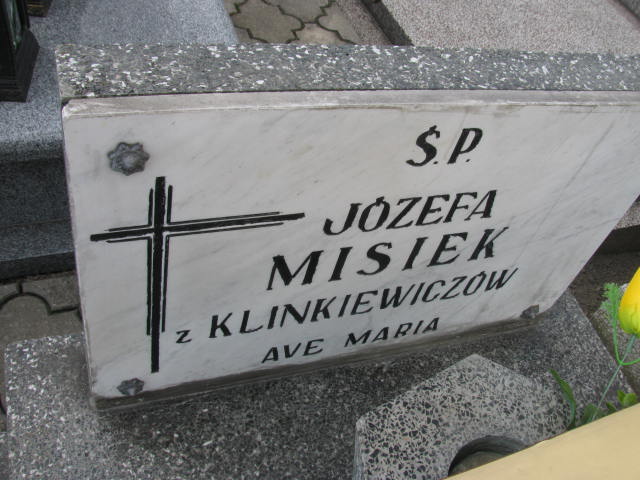 Ś.P.
JÓZEFA
MISIEK
z KLINKIEWICZÓW
AVE MARIA